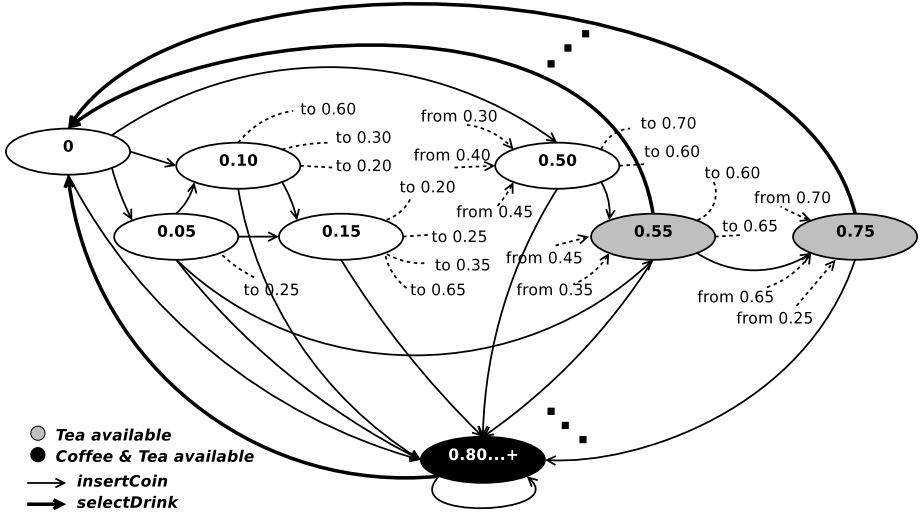 to 0.60
from 0.30
to 0.70
to 0.30
0
0.10
to 0.20
from 0.40
0.50
to 0.60
to 0.60
to 0.20
from 0.70
from 0.45
0.05
0.15
to 0.25
0.55
to 0.65
0.75
from 0.45
to 0.35
to 0.25
to 0.65
from 0.35
from 0.65
from 0.25
Tea available
Coffee & Tea available
0.80...+
insertCoin
selectDrink